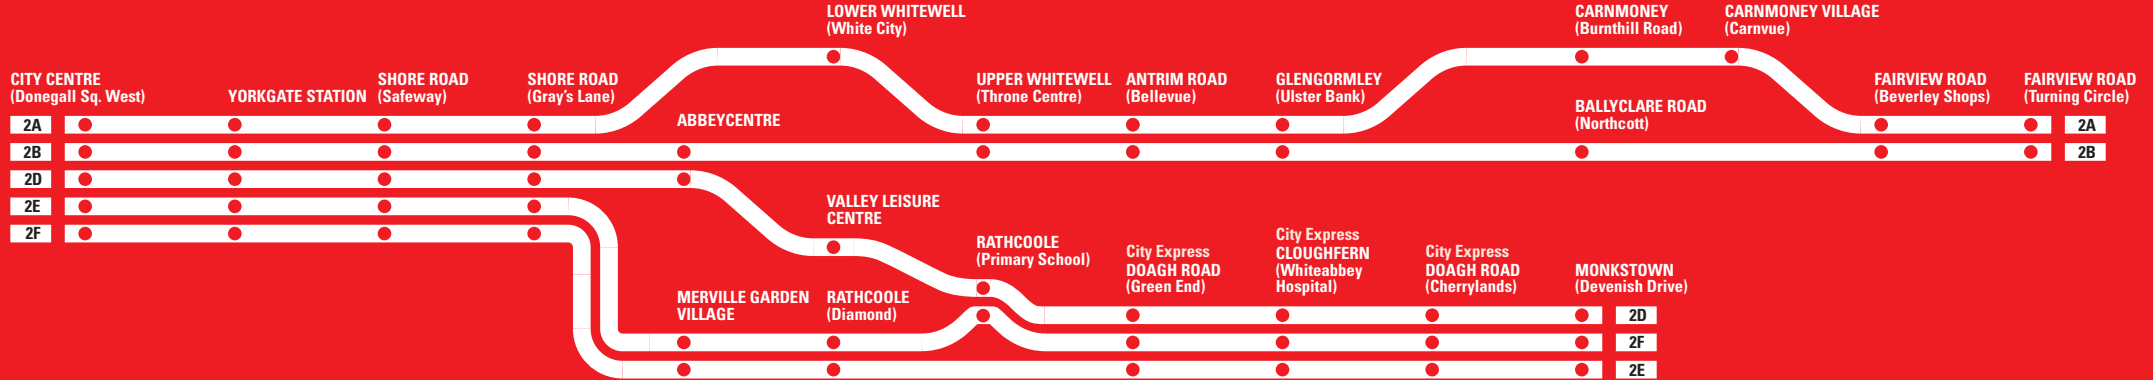 LOWER WHITEWELL
(White City)
CARNMONEY
(Burnthill Road)
CARNMONEY VILLAGE
(Carnvue)
CITY CENTRE
(Donegall Sq. West)
YORKGATE STATION
SHORE ROAD
(Safeway)
SHORE ROAD
(Gray's Lane)
UPPER WHITEWELL
(Throne Centre)
ANTRIM ROAD
(Bellevue)
GLENGORMLEY
(Ulster Bank)
FAIRVIEW ROAD
(Beverley Shops)
FAIRVIEW ROAD
(Turning Circle)
ABBEYCENTRE
BALLYCLARE ROAD
(Northcott)
2A
2A
2B
2B
2D
2E
2F
VALLEY LEISURE
CENTRE
RATHCOOLE
(Primary School)
City Express
DOAGH ROAD
(Green End)
City Express
CLOUGHFERN
(Whiteabbey
Hospital)
City Express
DOAGH ROAD
(Cherrylands)
MONKSTOWN
(Devenish Drive)
MERVILLE GARDEN
VILLAGE
RATHCOOLE
(Diamond)
2D
2F
2E